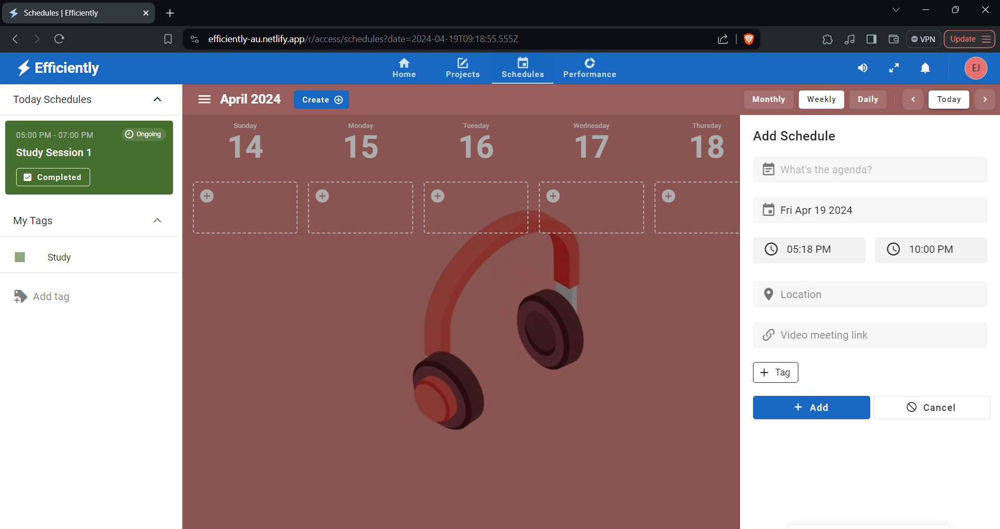 Schedules | Efficiently
efficiently-au.netlify.app/r/access/schedules?date=2024-04-19T09:18:55.555Z
VPN
Update
Efficiently
Home
Projects
Schedules
Performance
EJ
Today Schedules
05:00 PM - 07:00 PM
Ongoing
Study Session 1
Completed
My Tags
Study
Add tag
April 2024
Create
Monthly
Weekly
Daily
Today
Sunday
14
Monday
15
Tuesday
16
Wednesday
17
Thursday
18
Add Schedule
What's the agenda?
Fri Apr 19 2024
05:18 PM
10:00 PM
Location
Video meeting link
+ Tag
+ Add
Cancel